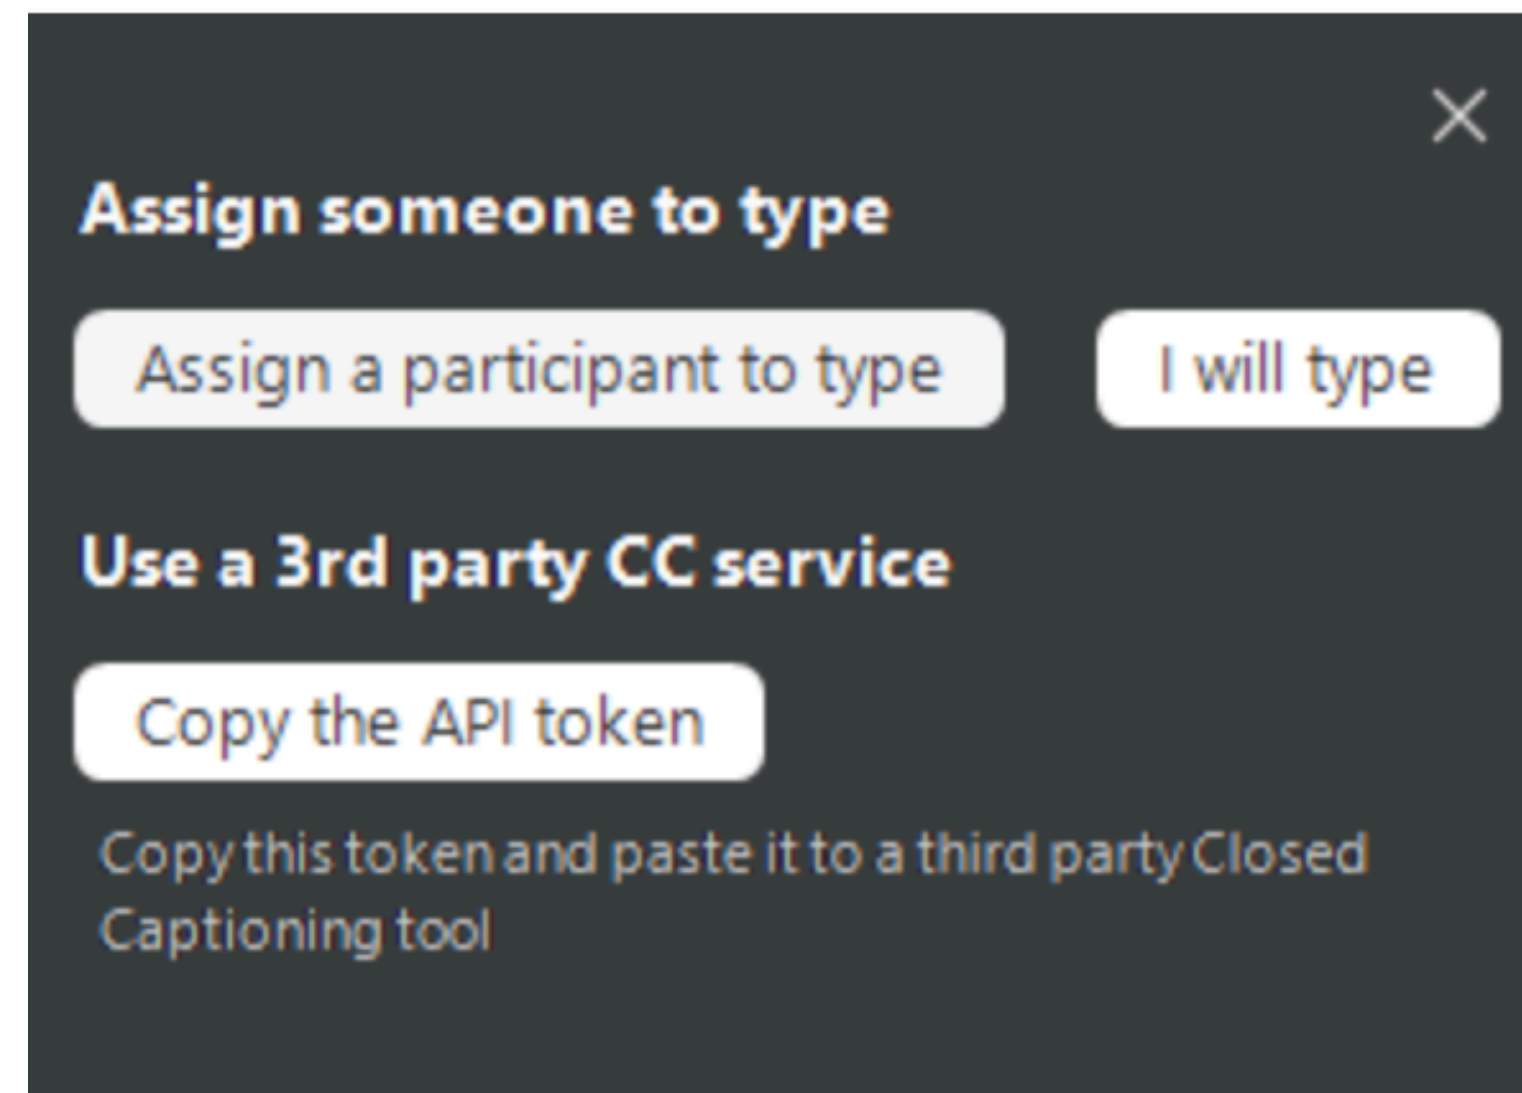 Assign someone to type
Assign a participant to type
I will type
Use a 3rd party CC service
Copy the API token
Copy this token and paste it to a third party Closed
Captioning tool